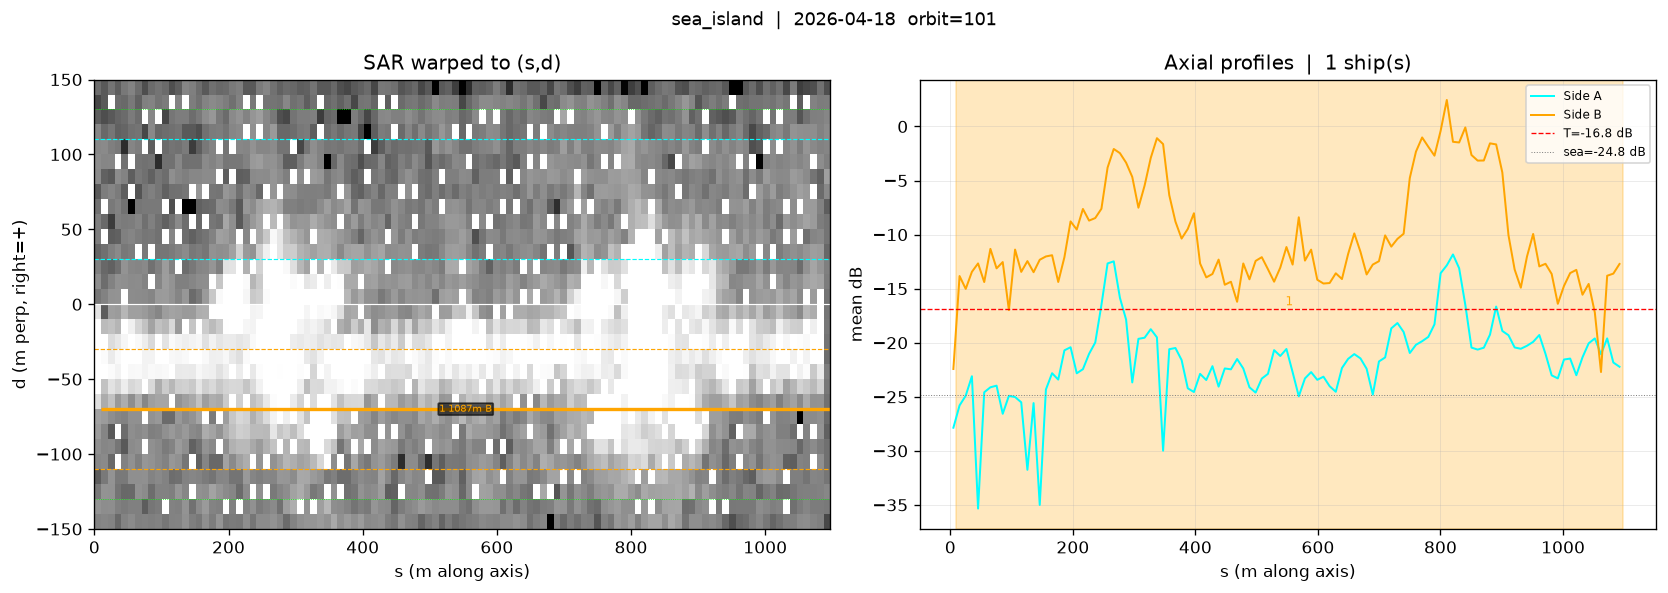 sea_island | 2026-04-18 orbit=101
SAR warped to (s,d)
150
100
50
0
−50
−100
−150
d (m perp, right=+)
1 1087m B
0
200
400
600
800
1000
s (m along axis)
Axial profiles | 1 ship(s)
0
−5
−10
−15
−20
−25
−30
−35
mean dB
Side A
Side B
T=-16.8 dB
sea=-24.8 dB
1
0
200
400
600
800
1000
s (m along axis)